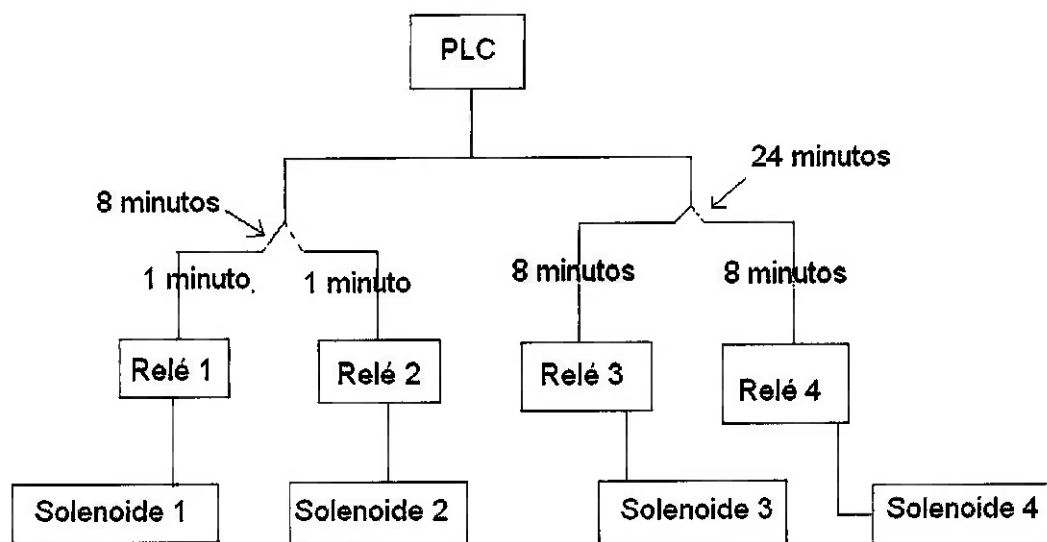 PLC
24 minutos
8 minutos
1 minuto.
1 minuto
8 minutos
8 minutos
Relé 1
Relé 2
Relé 3
Relé 4
Solenoide 1
Solenoide 2
Solenoide 3
Solenoide 4